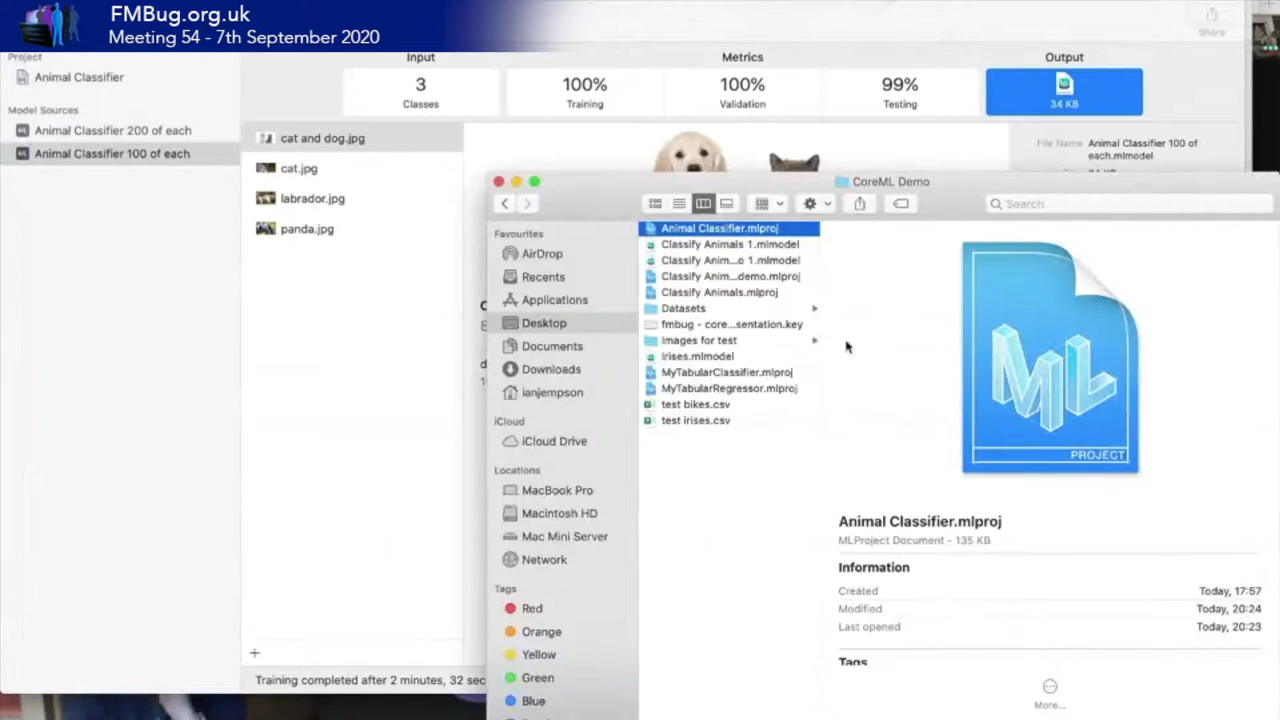 FMBug.org.uk
Meeting 54 - 7th September 2020
Share
Project
Animal Classifier
Model Sources
Animal Classifier 200 of each
Animal Classifier 100 of each
Input
3
Classes
Metrics
100%
Training
100%
Validation
99%
Testing
Output
34 KB
cat and dog.jpg
cat.jpg
labrador.jpg
panda.jpg
File Name
Animal Classifier 100 of
each.mlmodel
CoreML Demo
Search
Favourites
AirDrop
Recents
Applications
Desktop
Documents
Downloads
ianjempson
iCloud
iCloud Drive
Locations
MacBook Pro
Macintosh HD
Mac Mini Server
Network
Tags
Red
Orange
Yellow
Green
Blue
Animal Classifier.mlproj
Classify Animals 1.mlmodel
Classify Anim...o 1.mlmodel
Classify Anim...demo.mlproj
Classify Animals.mlproj
Datasets
fmbug - core...sentation.key
Images for test
Irises.mlmodel
MyTabularClassifier.mlproj
MyTabularRegressor.mlproj
test bikes.csv
test irises.csv
ML
PROJECT
Animal Classifier.mlproj
MLProject Document - 135 KB
Information
Created
Today, 17:57
Modified
Today, 20:24
Last opened
Today, 20:23
Tags
More...
Training completed after 2 minutes, 32 sec